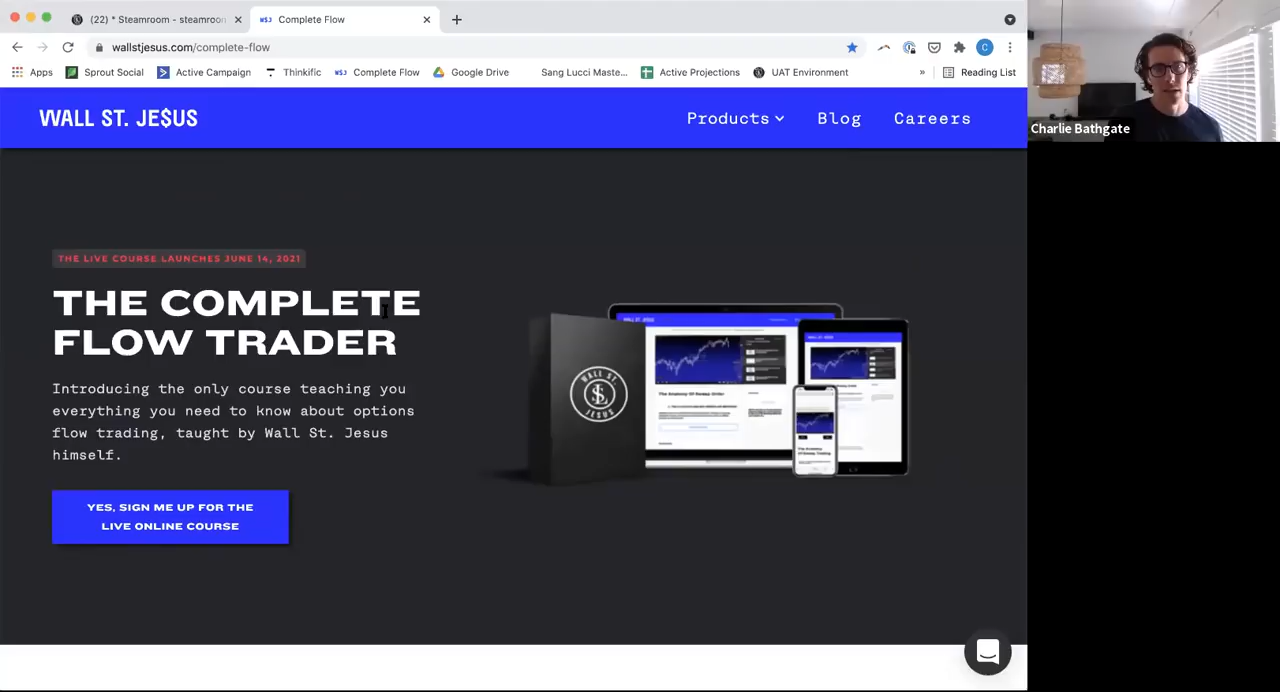 (22) * Steamroom - steamroom
Complete Flow
wallstjesus.com/complete-flow
Apps
Sprout Social
Active Campaign
Thinkific
Complete Flow
Google Drive
Lucci Maste...
Active Projections
UAT Environment
»
Reading List
WALL ST. JE$US
Products
Blog
Careers
Charlie Bathgate
THE LIVE COURSE LAUNCHES JUNE 14, 2021
THE COMPLETE
FLOW TRADER
Introducing the only course teaching you
everything you need to know about options
flow trading, taught by Wall St. Jesus
himself.
YES, SIGN ME UP FOR THE
LIVE ONLINE COURSE
WALL ST
JESUS